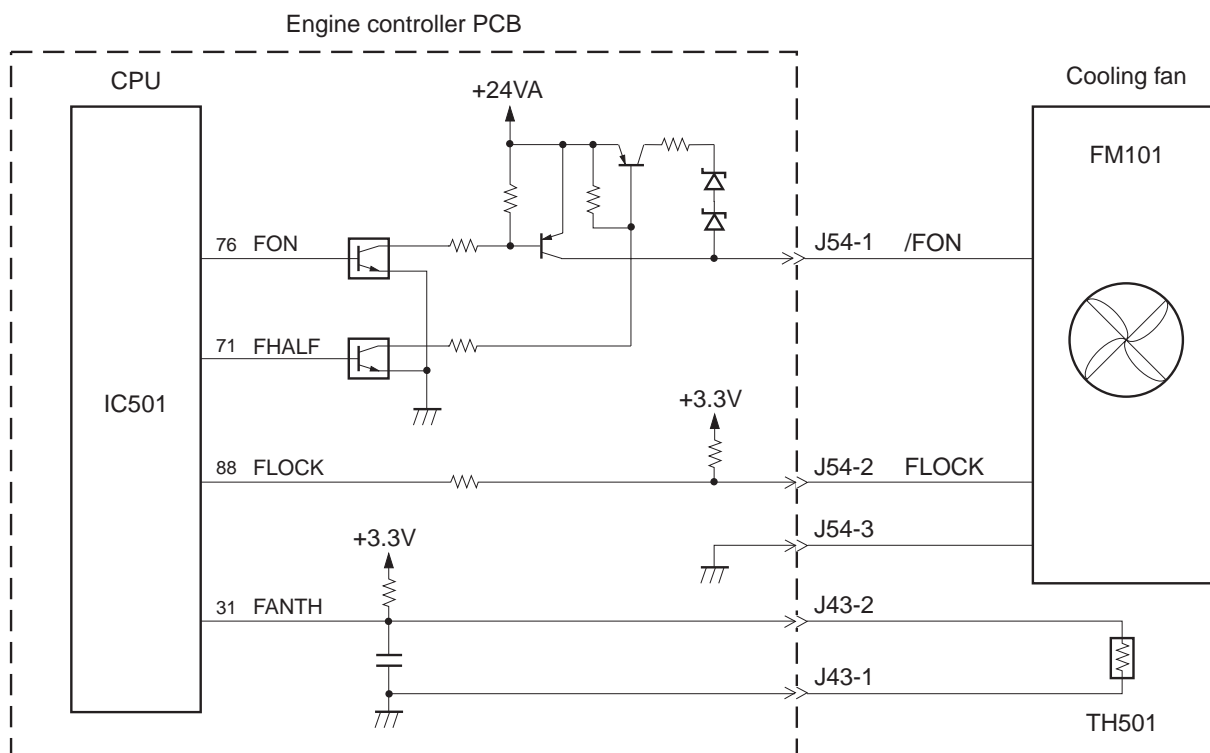 Engine controller PCB
CPU
+24VA
Cooling fan
FM101
76 FON
J54-1 /FON
71 FHALF
IC501
+3.3V
88 FLOCK
J54-2 FLOCK
J54-3
+3.3V
31 FANTH
J43-2
J43-1
TH501